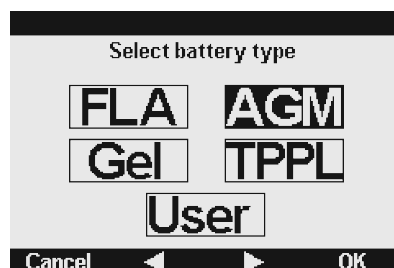 Select battery type
FLA AGM
Gel TPPL
User
Cancel ◀ ▶ OK